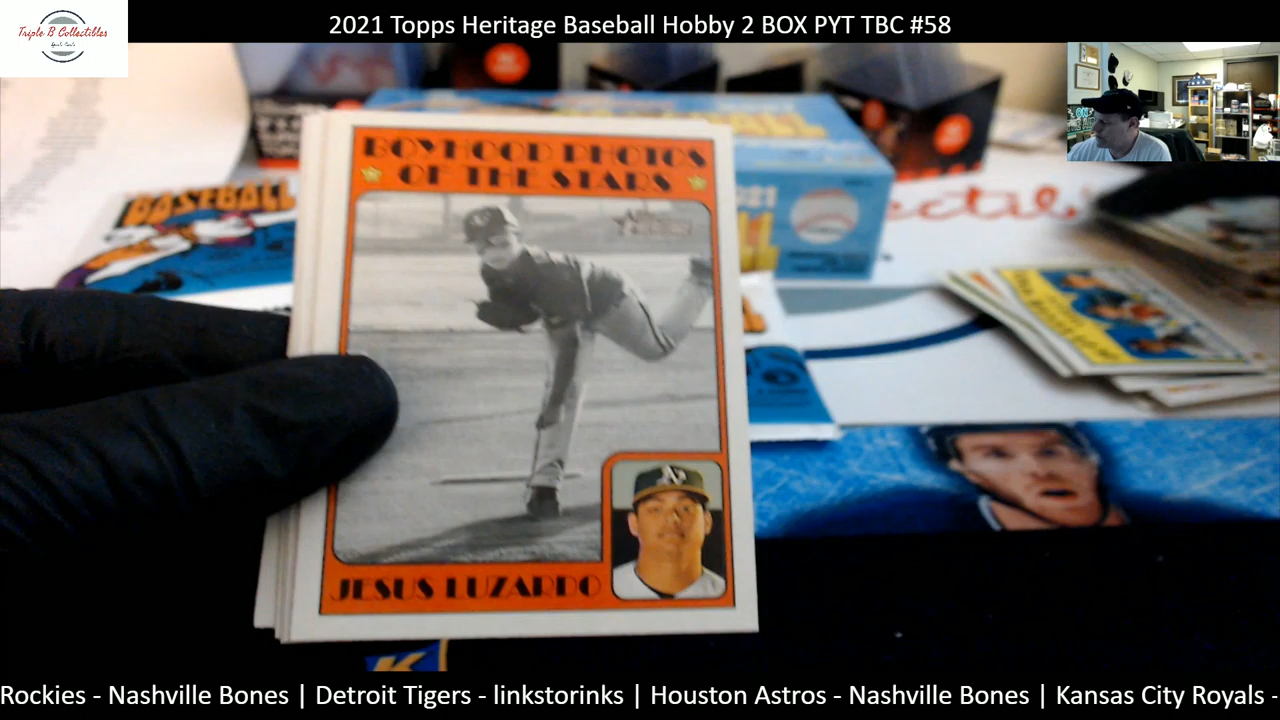 2021 Topps Heritage Baseball Hobby 2 BOX PYT TBC #58
Triple B Collectibles
BOYHOOD PHOTOS
OF THE STARS
Heritage
BASEBALL
JESUS LUZARDO
Rockies - Nashville Bones | Detroit Tigers - linkstorinks | Houston Astros - Nashville Bones | Kansas City Royals -